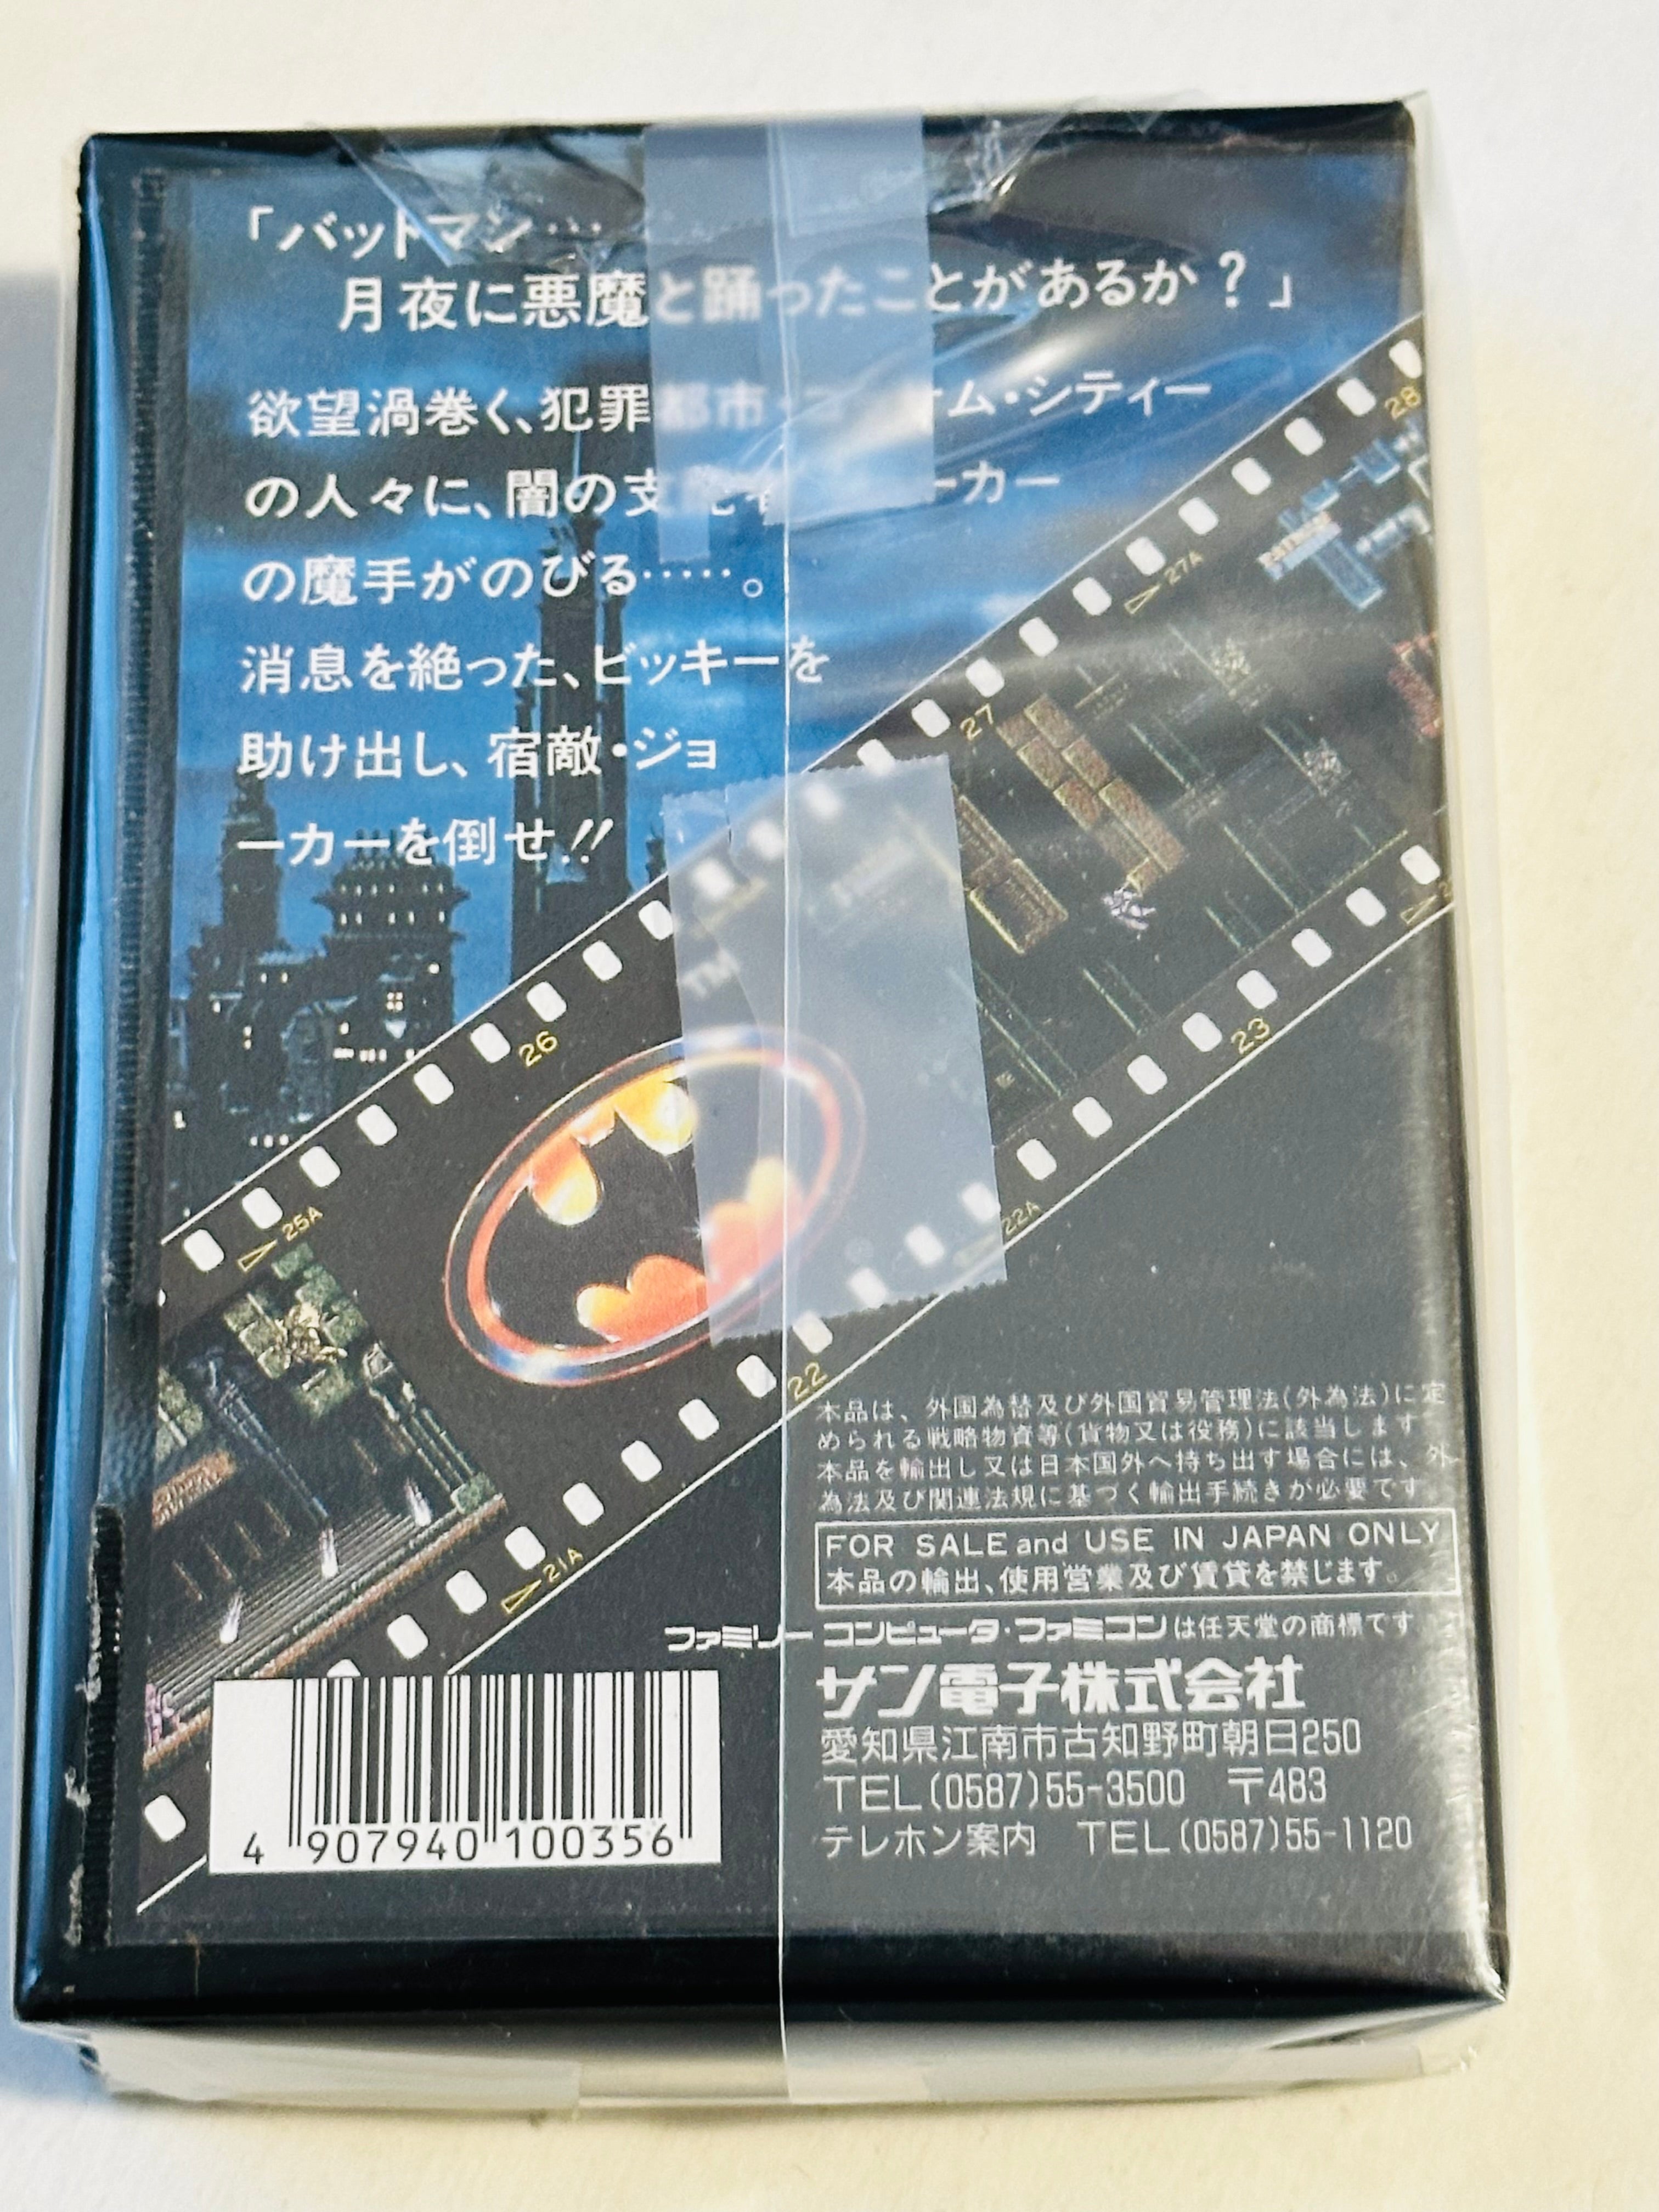 「バットマン…
月夜に悪魔と踊ったことがあるか？」
欲望渦巻く、犯罪都市・ ム・シティー
の人々に、闇の支配者 ーカー
の魔手がのびる……。
消息を絶った、ビッキーを
助け出し、宿敵・ジョ
ーカーを倒せ!!
28
27A
27
TM
26
25A
23
22A
22
21A
本品は、外国為替及び外国貿易管理法(外為法)に定
められる戦略物資等(貨物又は役務)に該当します
本品を輸出し又は日本国外へ持ち出す場合には、外
為法及び関連法規に基づく輸出手続きが必要です。
FOR SALE and USE IN JAPAN ONLY
本品の輸出、使用営業及び賃貸を禁じます。
ファミリーコンピュータ・ファミコンは任天堂の商標です
サン電子株式会社
愛知県江南市古知野町朝日250
TEL(0587)55-3500 〒483
テレホン案内 TEL(0587)55-1120
4 907940 100356